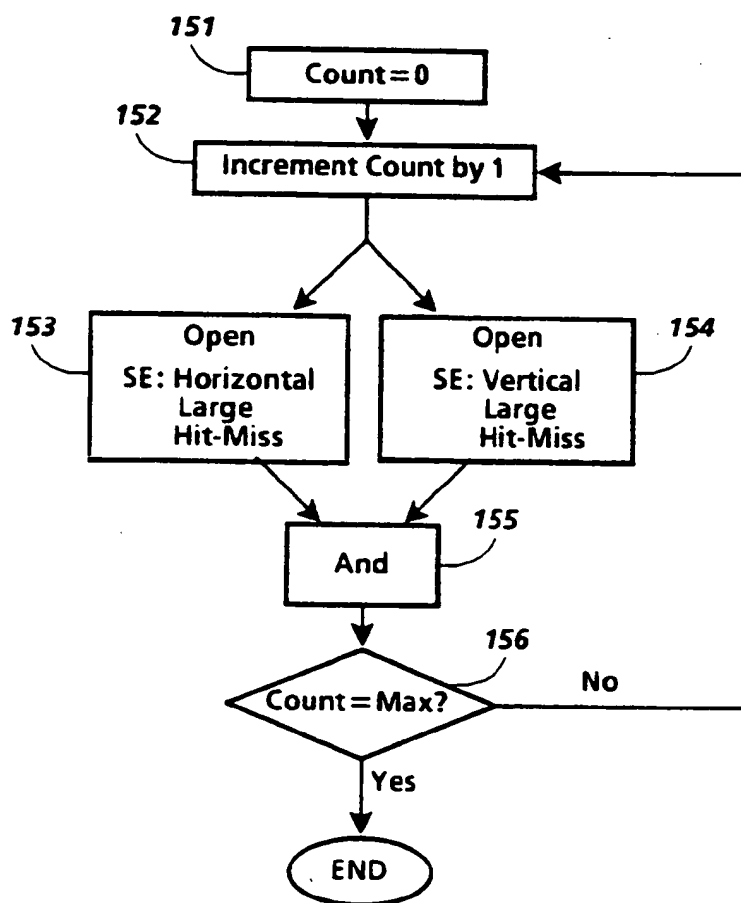 151
Count=0
152
Increment Count by 1
153
Open
SE: Horizontal
Large
Hit-Miss
154
Open
SE: Vertical
Large
Hit-Miss
155
And
156
Count=Max?
No
Yes
END